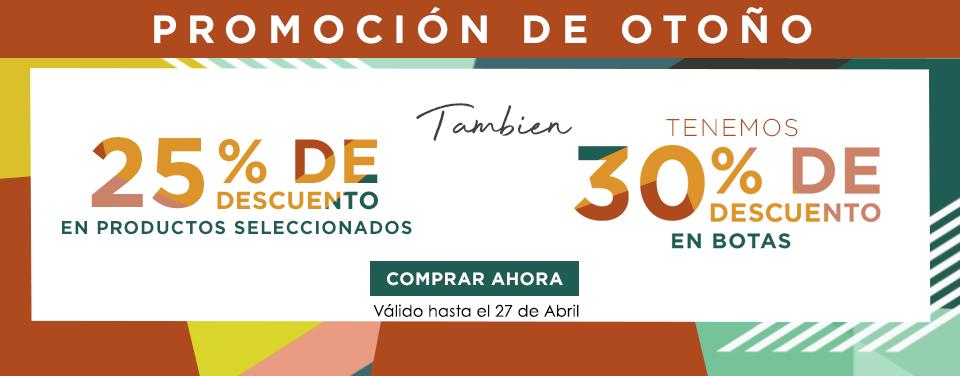 PROMOCIÓN DE OTOÑO
25% DE
DESCUENTO
EN PRODUCTOS SELECCIONADOS
Tambien
TENEMOS
30% DE
DESCUENTO
EN BOTAS
COMPRAR AHORA
Válido hasta el 27 de Abril